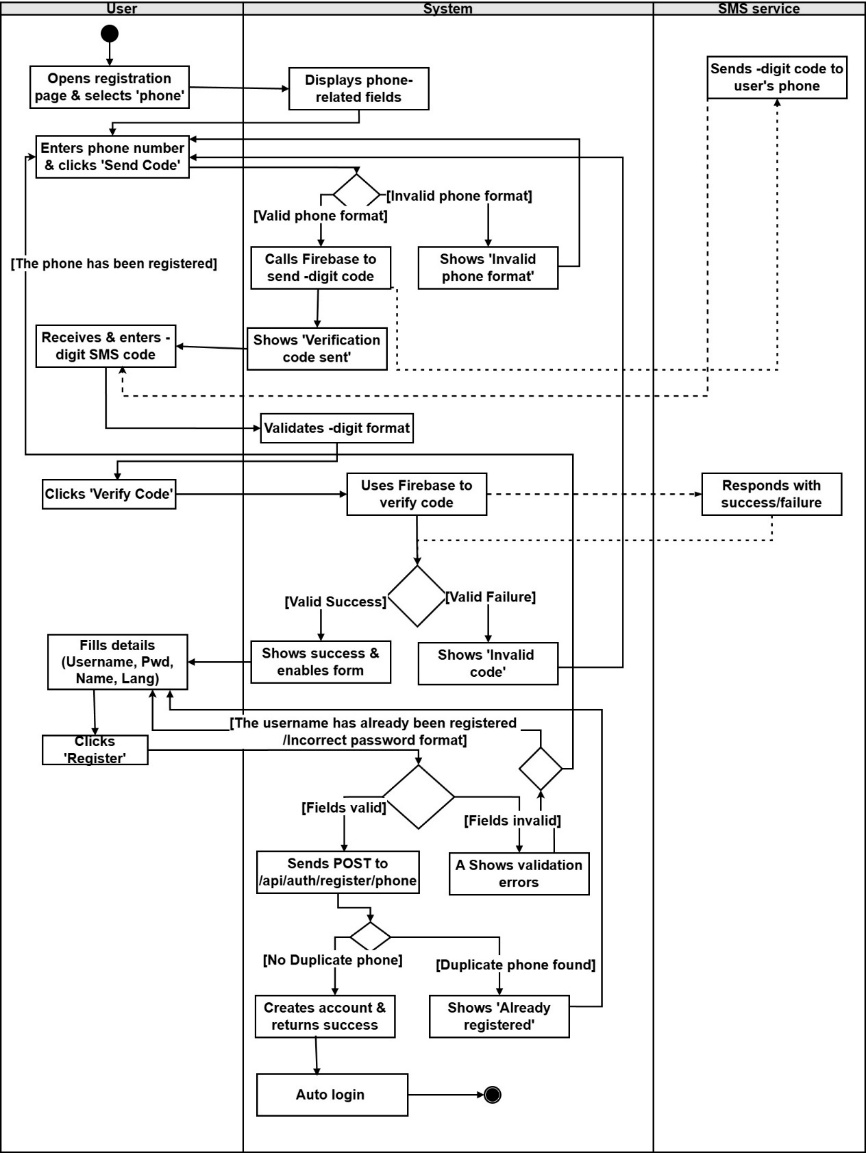 User
System
SMS service
Opens registration
page & selects 'phone'
Displays phone-
related fields
Sends -digit code to
user's phone
Enters phone number
& clicks 'Send Code'
[Invalid phone format]
[Valid phone format]
[The phone has been registered]
Calls Firebase to
send -digit code
Shows 'Invalid
phone format'
Receives & enters -
digit SMS code
Shows 'Verification
code sent'
Validates -digit format
Clicks 'Verify Code'
Uses Firebase to
verify code
Responds with
success/failure
[Valid Success]
[Valid Failure]
Fills details
(Username, Pwd,
Name, Lang)
Shows success &
enables form
Shows 'Invalid
code'
[The username has already been registered
/Incorrect password format]
Clicks
'Register'
[Fields valid]
[Fields invalid]
Sends POST to
/api/auth/register/phone
A Shows validation
errors
[No Duplicate phone]
[Duplicate phone found]
Creates account &
returns success
Shows 'Already
registered'
Auto login